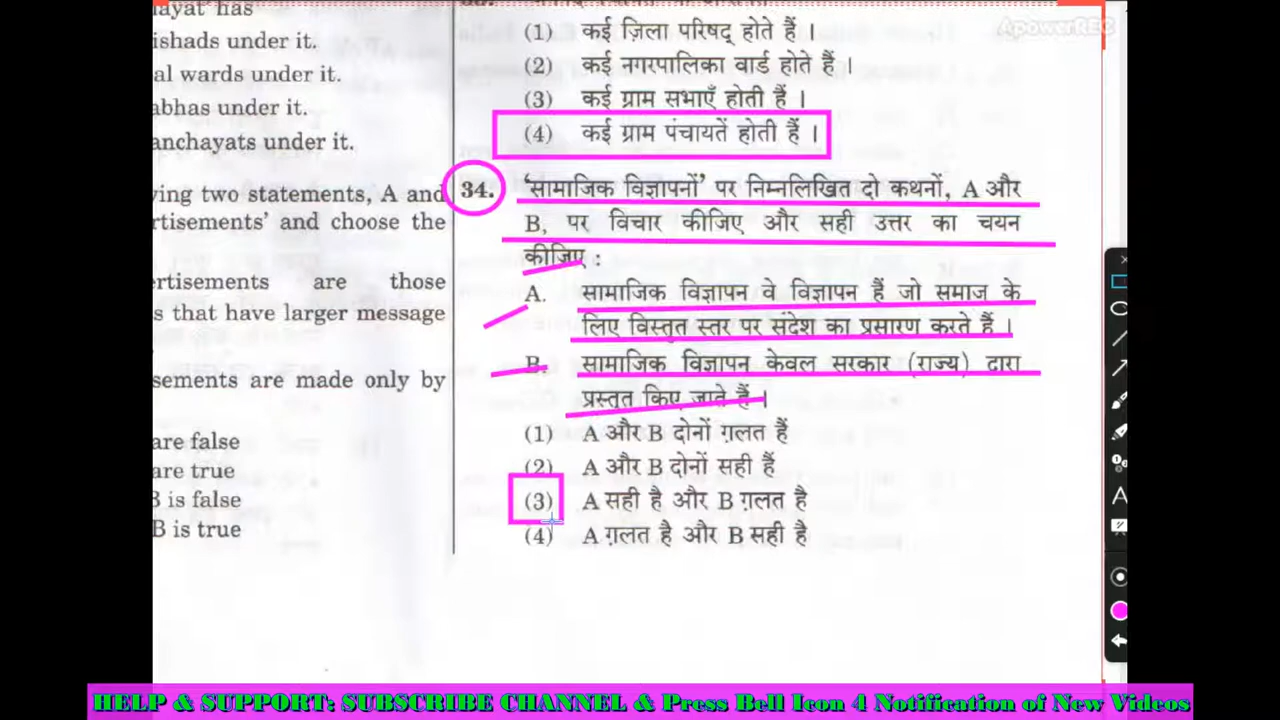 hayat has
ishads under it.
al wards under it.
abhas under it.
anchayats under it.
ving two statements, A and
rtisements' and choose the
ertisements are those
s that have larger message
sements are made only by
are false
are true
B is false
B is true
(1) कई ज़िला परिषद् होते हैं ।
(2) कई नगरपालिका वार्ड होते हैं ।
(3) कई ग्राम सभाएँ होती हैं ।
(4) कई ग्राम पंचायतें होती हैं ।
34. 'सामाजिक विज्ञापनों' पर निम्नलिखित दो कथनों, A और
B, पर विचार कीजिए और सही उत्तर का चयन
कीजिए :
A. सामाजिक विज्ञापन वे विज्ञापन हैं जो समाज के
लिए विस्तृत स्तर पर संदेश का प्रसारण करते हैं ।
B. सामाजिक विज्ञापन केवल सरकार (राज्य) द्वारा
प्रस्तुत किए जाते हैं ।
(1) A और B दोनों ग़लत हैं
(2) A और B दोनों सही हैं
(3) A सही है और B ग़लत है
(4) A ग़लत है और B सही है
ApowerREC
HELP & SUPPORT: SUBSCRIBE CHANNEL & Press Bell Icon 4 Notification of New Videos